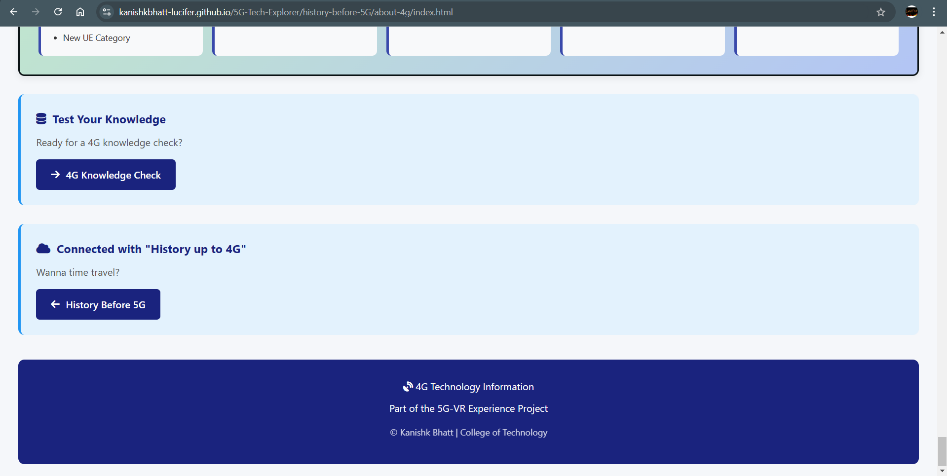 kanishkbhatt-lucifer.github.io/5G-Tech-Explorer/history-before-5G/about-4g/index.html
New UE Category
Test Your Knowledge
Ready for a 4G knowledge check?
4G Knowledge Check
Connected with "History up to 4G"
Wanna time travel?
History Before 5G
4G Technology Information
Part of the 5G-VR Experience Project
© Kanishk Bhatt | College of Technology